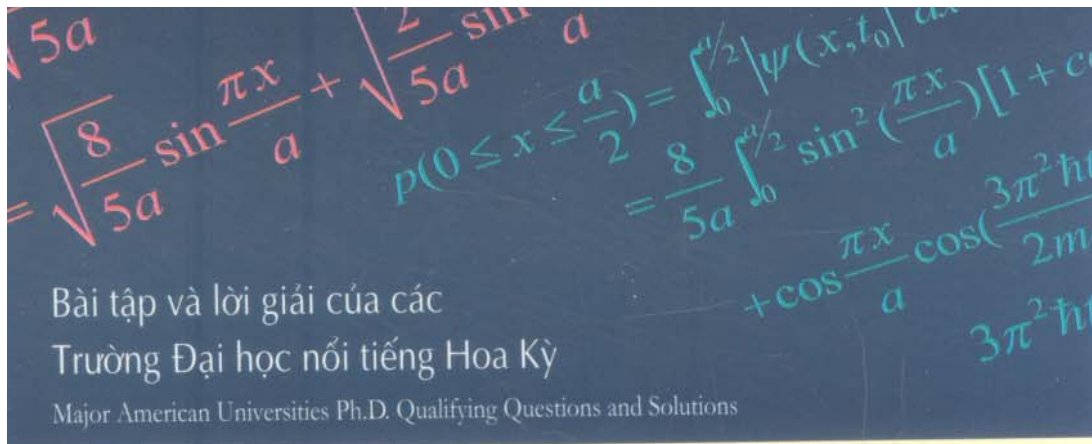 √5a
= √(8/5a) sin πx/a + √(2/5a) sin
a
p(0 ≤ x ≤ a/2) = ∫₀^{a/2} |ψ(x,t₀)|
= 8/5a ∫₀^{a/2} sin² (πx/a) [1 +
+cos πx/a cos( 3π²ħ
2m
3π²ħ
Bài tập và lời giải của các
Trường Đại học nổi tiếng Hoa Kỳ
Major American Universities Ph.D. Qualifying Questions and Solutions